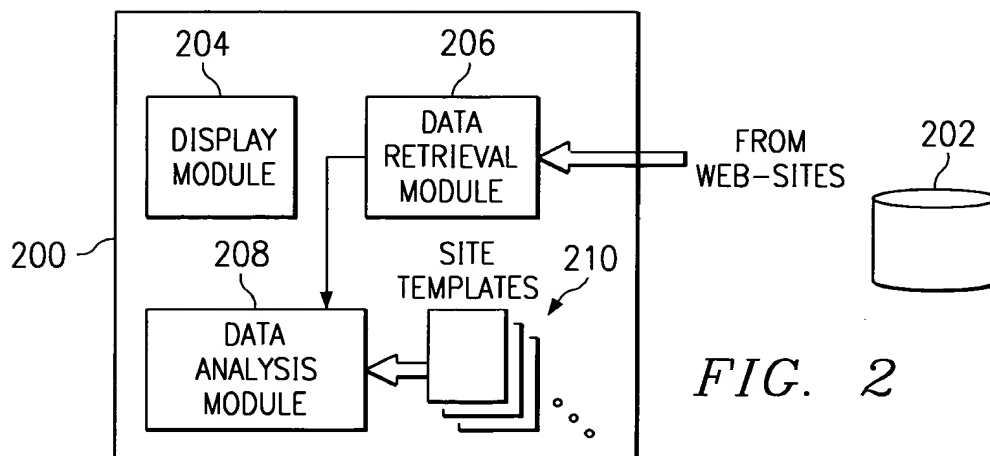 204
206
DISPLAY
MODULE
DATA
RETRIEVAL
MODULE
FROM
WEB-SITES
202
200
208
SITE
TEMPLATES
210
DATA
ANALYSIS
MODULE
FIG. 2